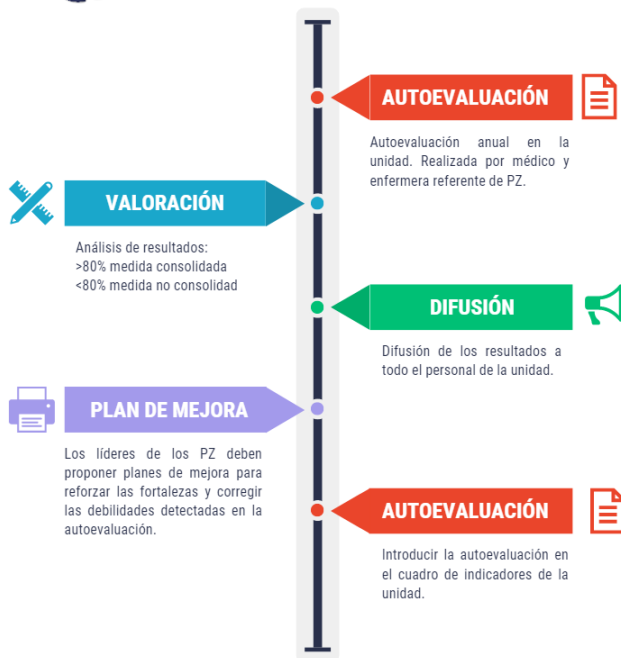 AUTOEVALUACIÓN
Autoevaluación anual en la
unidad. Realizada por médico y
enfermera referente de PZ.
VALORACIÓN
Análisis de resultados:
>80% medida consolidada
<80% medida no consolidad
DIFUSIÓN
Difusión de los resultados a
todo el personal de la unidad.
PLAN DE MEJORA
Los líderes de los PZ deben
proponer planes de mejora para
reforzar las fortalezas y corregir
las debilidades detectadas en la
autoevaluación.
AUTOEVALUACIÓN
Introducir la autoevaluación en
el cuadro de indicadores de la
unidad.